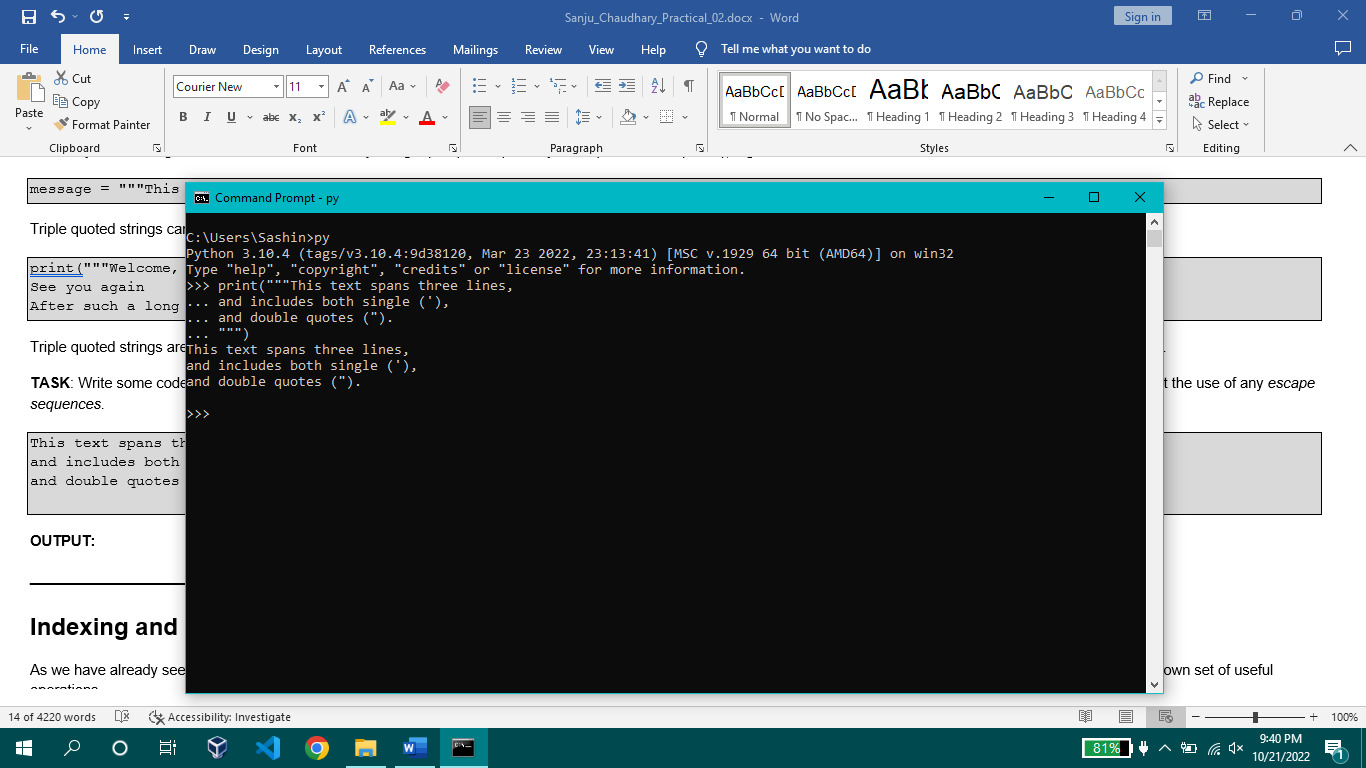 Sanju_Chaudhary_Practical_02.docx - Word
Sign in
File Home Insert Draw Design Layout References Mailings Review View Help Tell me what you want to do
Paste
Cut
Copy
Format Painter
Clipboard
Courier New 11
Font
Paragraph
AaBbCcD ¶ Normal
AaBbCcD ¶ No Spac...
AaBbC ¶ Heading 1
AaBbC ¶ Heading 2
AaBbCc ¶ Heading 3
AaBbCc ¶ Heading 4
Styles
Find
Replace
Select
Editing
message = """This
Triple quoted strings can
print("""Welcome,
See you again
After such a long
Triple quoted strings are
TASK: Write some code t the use of any escape
sequences.
This text spans th
and includes both
and double quotes
OUTPUT:
Indexing and
As we have already see own set of useful
operations
Command Prompt - py
C:\Users\Sashin>py
Python 3.10.4 (tags/v3.10.4:9d38120, Mar 23 2022, 23:13:41) [MSC v.1929 64 bit (AMD64)] on win32
Type "help", "copyright", "credits" or "license" for more information.
>>> print("""This text spans three lines,
... and includes both single ('),
... and double quotes (").
... """)
This text spans three lines,
and includes both single ('),
and double quotes (").
>>>
14 of 4220 words Accessibility: Investigate 100%
81% 9:40 PM
10/21/2022 1